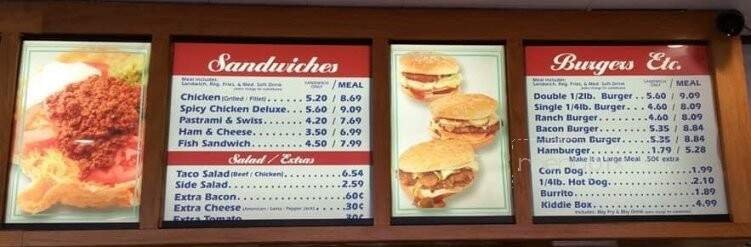 Sandwiches
Meal Includes:
Sandwich, Reg. Fries, & Med. Soft Drink
SANDWICH ONLY / MEAL
Chicken (Grilled / Fillet) ...... 5.20 / 8.69
Spicy Chicken Deluxe.. 5.60 / 9.09
Pastrami & Swiss..... 4.20 / 7.69
Ham & Cheese....... 3.50 / 6.99
Fish Sandwich....... 4.50 / 7.99
Salad / Extras
Taco Salad (Beef / Chicken)......... 6.54
Side Salad............... 2.59
Extra Bacon............... 60¢
Extra Cheese (American / Swiss / Pepper Jack) 60¢
Extra Tomato............. 30¢
Burgers Etc.
Meal Includes:
Sandwich, Reg. Fries, & Med. Soft Drink
SANDWICH ONLY / MEAL
Double 1/2lb. Burger.. 5.60 / 9.09
Single 1/4lb. Burger... 4.60 / 8.09
Ranch Burger........ 4.60 / 8.09
Bacon Burger........ 5.35 / 8.84
Mushroom Burger.... 5.35 / 8.84
Hamburger.......... 1.79 / 5.28
Make it a Large Meal .50¢ extra
Corn Dog................. 1.99
1/4lb. Hot Dog............. 2.10
Burrito................... 1.89
Kiddie Box................ 4.99